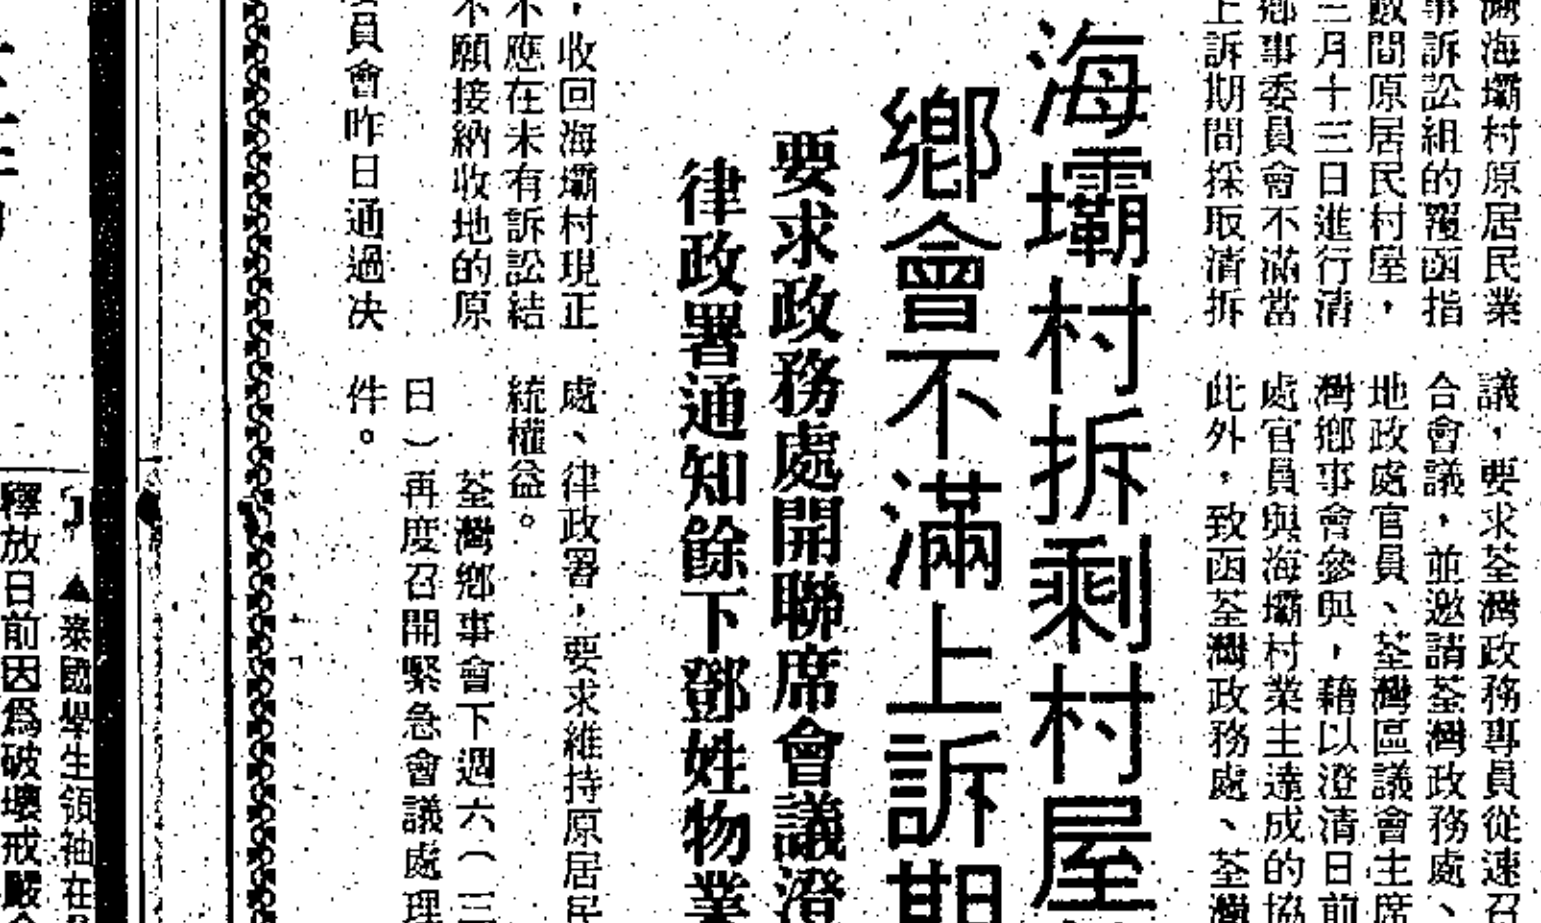 灣海壩村原居民業
事訴訟組的覆函指
數間原居民村屋，
三月十三日進行清
鄉事委員會不滿當
上訴期間採取清拆
議，要求荃灣政務專員從速召
合會議，並邀請荃灣政務處、
地政處官員、荃灣區議會主席
灣鄉事會參與，藉以澄清日前
處官員與海壩村業主達成的協
此外，致函荃灣政務處、荃灣
海壩村拆剩村屋
鄉會不滿上訴期
要求政務處開聯席會議澄
律政署通知餘下鄧姓物業
，收回海壩村現正
不應在未有訴訟結
不願接納收地的原
員會昨日通過決
處、律政署，要求維持原居民
統權益。
荃灣鄉事會下週六（三
日）再度召開緊急會議處理
件。
▲泰國學生領袖在
釋放日前因爲破壞戒嚴